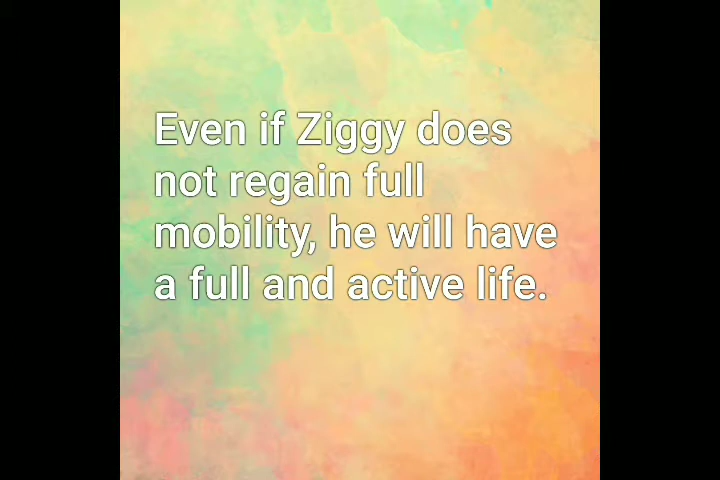 Even if Ziggy does
not regain full
mobility, he will have
a full and active life.